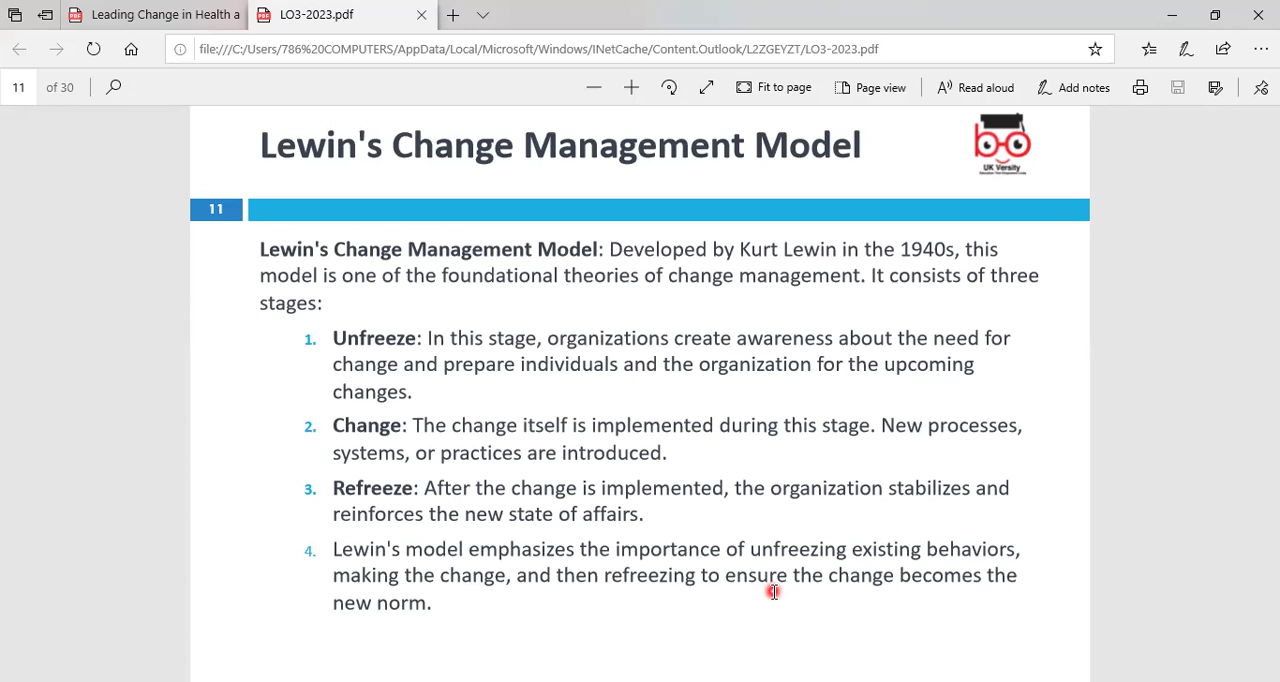 Leading Change in Health a
LO3-2023.pdf
file:///C:/Users/786%20COMPUTERS/AppData/Local/Microsoft/Windows/INetCache/Content.Outlook/L2ZGEYZT/LO3-2023.pdf
11 of 30
Fit to page
Page view
Read aloud
Add notes
Lewin's Change Management Model
UK Versity
11
Lewin's Change Management Model: Developed by Kurt Lewin in the 1940s, this
model is one of the foundational theories of change management. It consists of three
stages:
1. Unfreeze: In this stage, organizations create awareness about the need for
change and prepare individuals and the organization for the upcoming
changes.
2. Change: The change itself is implemented during this stage. New processes,
systems, or practices are introduced.
3. Refreeze: After the change is implemented, the organization stabilizes and
reinforces the new state of affairs.
4. Lewin's model emphasizes the importance of unfreezing existing behaviors,
making the change, and then refreezing to ensure the change becomes the
new norm.